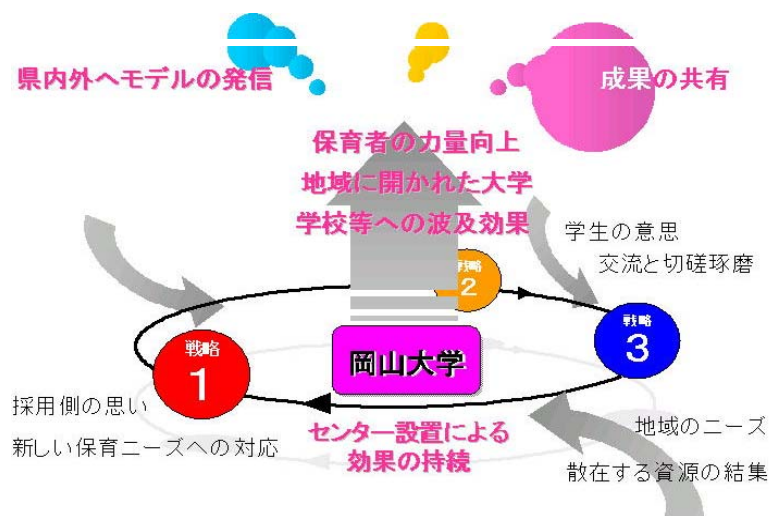 県内外へモデルの発信
成果の共有
保育者の力量向上
地域に開かれた大学
学校等への波及効果
学生の意思
交流と切磋琢磨
戦略
2
戦略
3
戦略
1
岡山大学
採用側の思い
新しい保育ニーズへの対応
センター設置による
効果の持続
地域のニーズ
散在する資源の結集